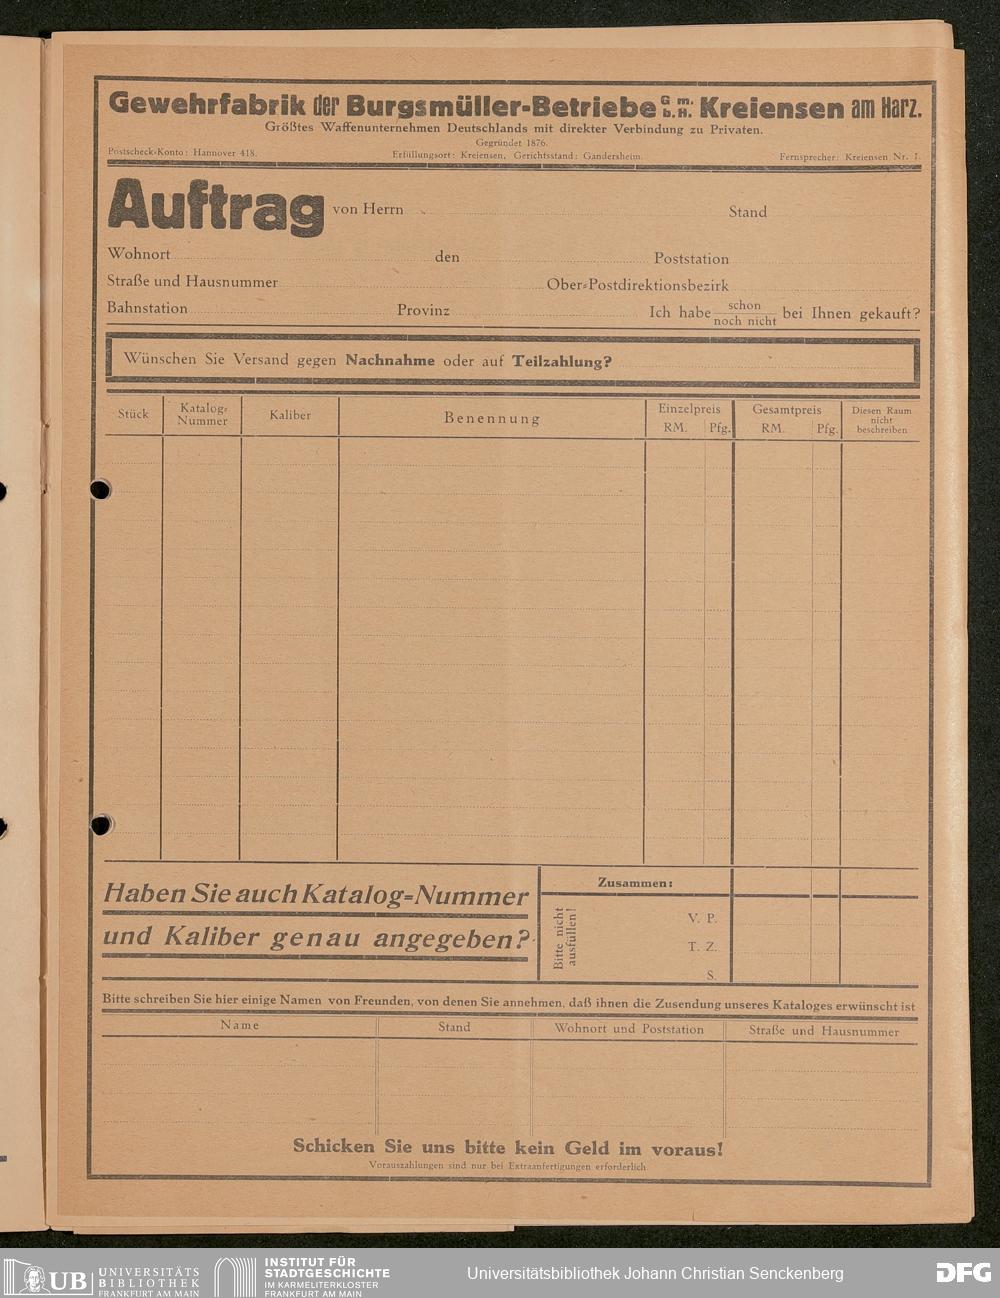 Gewehrfabrik der Burgsmüller-Betriebe G. m. b. H. Kreiensen am Harz.
Größtes Waffenunternehmen Deutschlands mit direkter Verbindung zu Privaten.
Gegründet 1876.
Postscheck-Konto: Hannover 418. Erfüllungsort: Kreiensen, Gerichtsstand: Gandersheim. Fernsprecher: Kreiensen Nr. 1.
Auftrag von Herrn Stand
Wohnort den Poststation
Straße und Hausnummer Ober-Postdirektionsbezirk
Bahnstation Provinz Ich habe schon noch nicht bei Ihnen gekauft?
Wünschen Sie Versand gegen Nachnahme oder auf Teilzahlung?
Stück Katalog-Nummer Kaliber Benennung Einzelpreis RM. Pfg. Gesamtpreis RM. Pfg. Diesen Raum nicht beschreiben
Haben Sie auch Katalog-Nummer
und Kaliber genau angegeben?
Zusammen:
Bitte nicht ausfüllen!
V. P.
T. Z.
S.
Bitte schreiben Sie hier einige Namen von Freunden, von denen Sie annehmen, daß ihnen die Zusendung unseres Kataloges erwünscht ist
Name Stand Wohnort und Poststation Straße und Hausnummer
Schicken Sie uns bitte kein Geld im voraus!
Vorauszahlungen sind nur bei Extraanfertigungen erforderlich
UB UNIVERSITÄTS
BIBLIOTHEK
FRANKFURT AM MAIN
INSTITUT FÜR
STADTGESCHICHTE
IM KARMELITERKLOSTER
FRANKFURT AM MAIN
Universitätsbibliothek Johann Christian Senckenberg
DFG